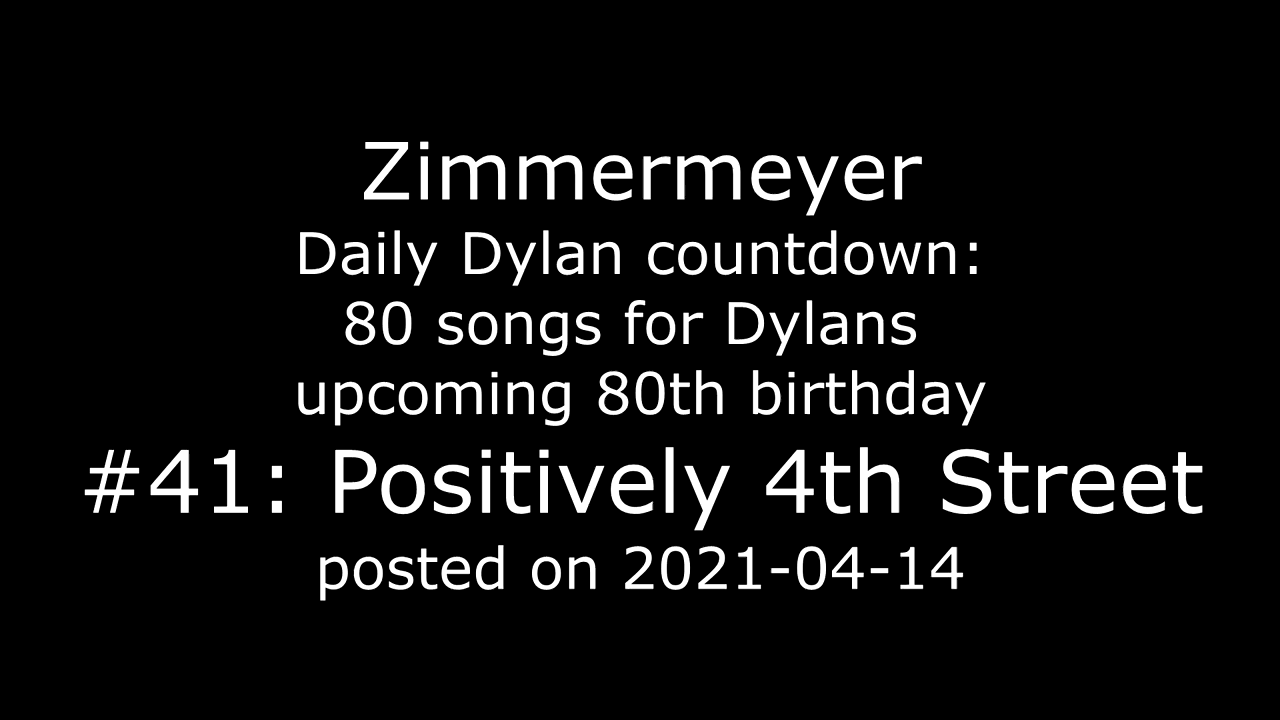 Zimmermeyer
Daily Dylan countdown:
80 songs for Dylans
upcoming 80th birthday
#41: Positively 4th Street
posted on 2021-04-14